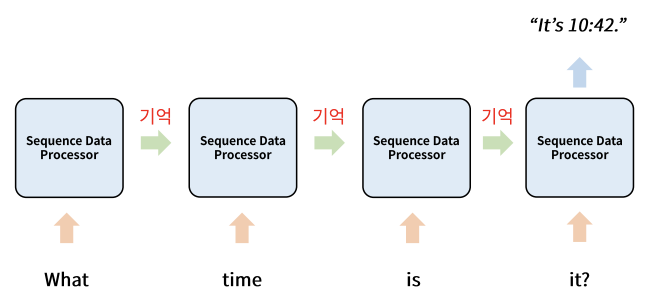 “It’s 10:42.”
기억 기억 기억
Sequence Data Sequence Data Sequence Data Sequence Data
Processor Processor Processor Processor
What time is it?